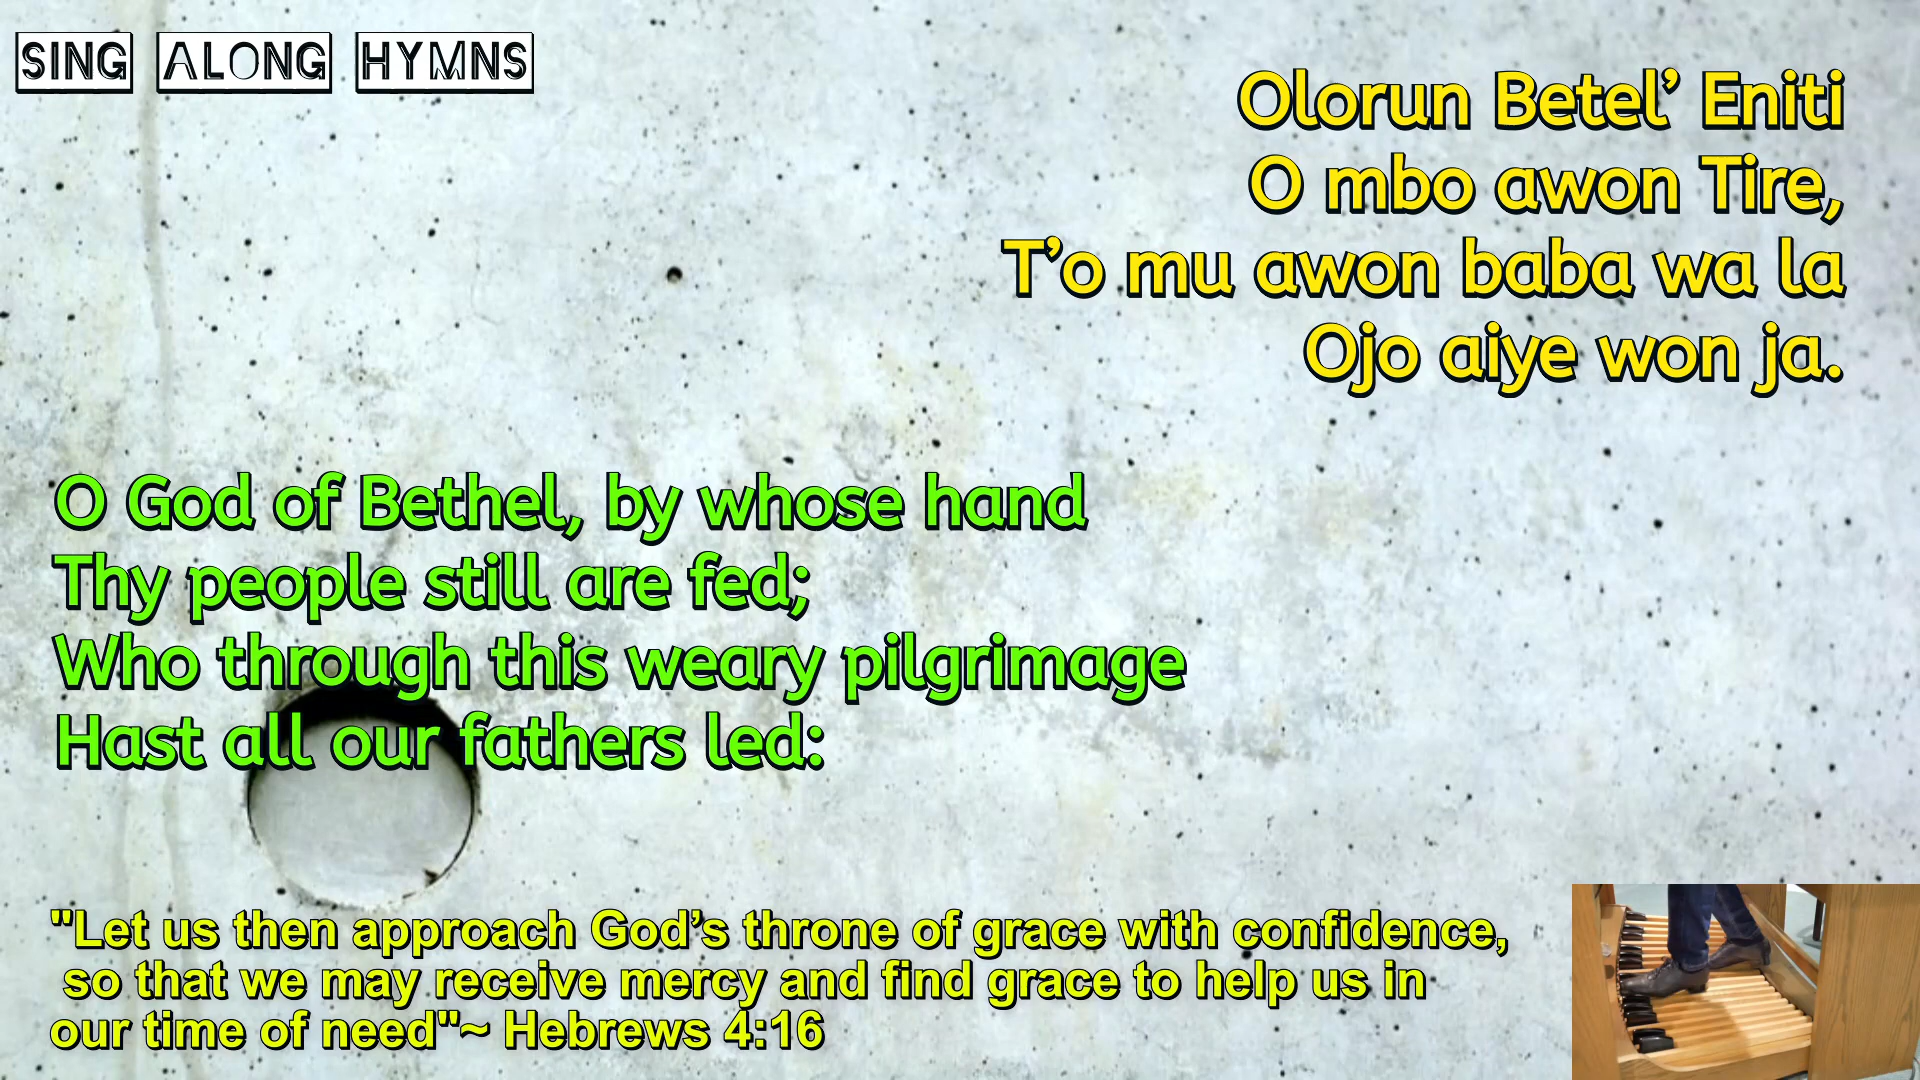 SING ALONG HYMNS
Olorun Betel’ Eniti
O mbo awon Tire,
T’o mu awon baba wa la
Ojo aiye won ja.
O God of Bethel, by whose hand
Thy people still are fed;
Who through this weary pilgrimage
Hast all our fathers led:
"Let us then approach God’s throne of grace with confidence,
so that we may receive mercy and find grace to help us in
our time of need"~ Hebrews 4:16